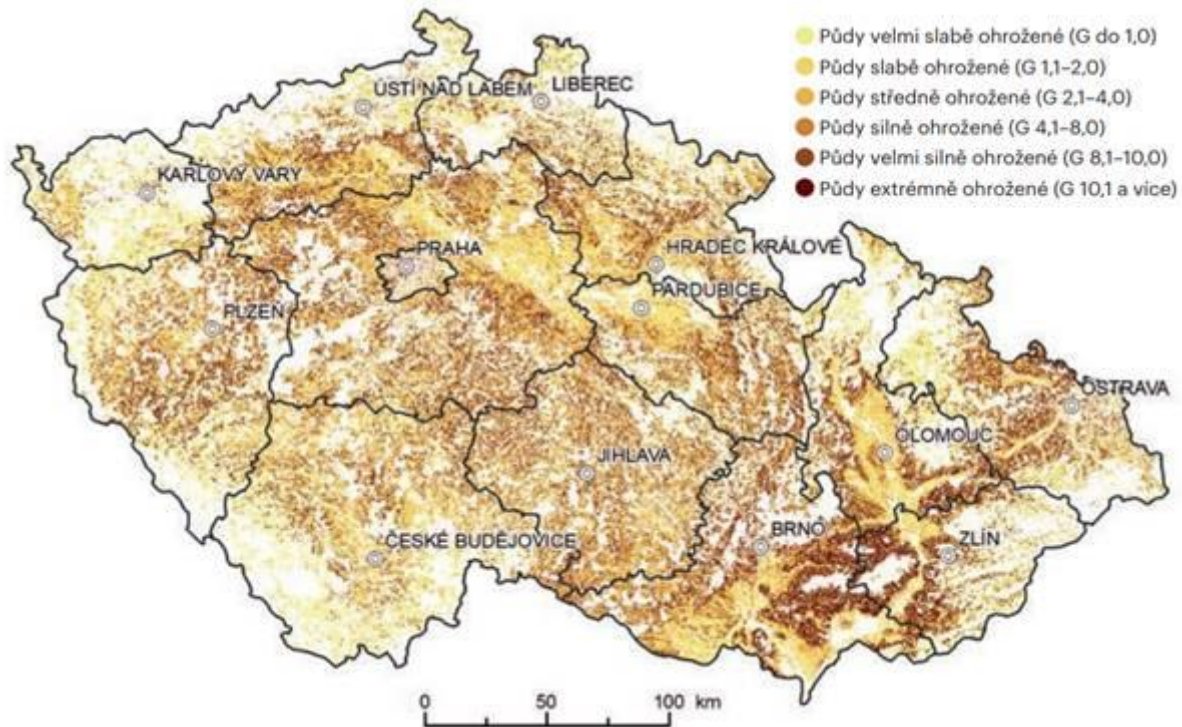 Půdy velmi slabě ohrožené (G do 1,0)
Půdy slabě ohrožené (G 1,1–2,0)
Půdy středně ohrožené (G 2,1–4,0)
Půdy silně ohrožené (G 4,1–8,0)
Půdy velmi silně ohrožené (G 8,1–10,0)
Půdy extrémně ohrožené (G 10,1 a více)
ÚSTÍ NAD LABEM
LIBEREC
KARLOVY VARY
PRAHA
HRADEC KRÁLOVÉ
PARDUBICE
PLZEŇ
OSTRAVA
OLOMOUC
JIHLAVA
BRNO
ZLÍN
ČESKÉ BUDĚJOVICE
0 50 100 km